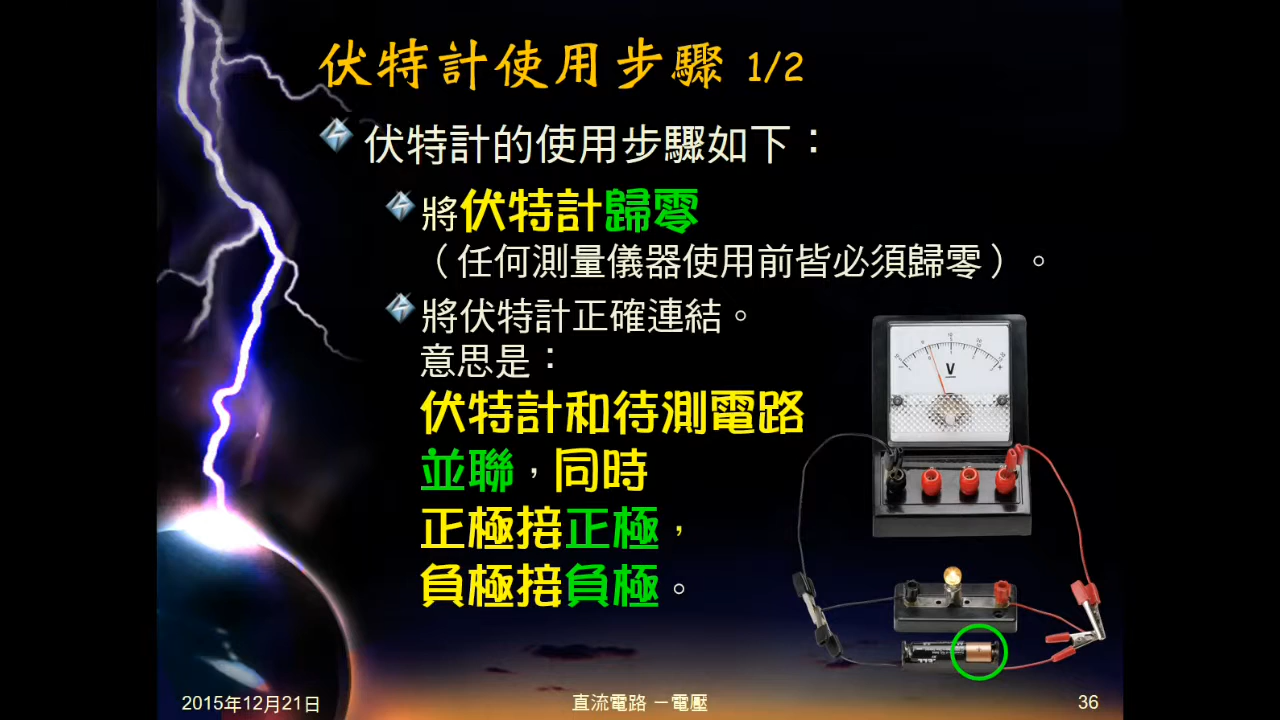 伏特計使用步驟 1/2
伏特計的使用步驟如下：
將伏特計歸零
（任何測量儀器使用前皆必須歸零）。
將伏特計正確連結。
意思是：
伏特計和待測電路
並聯，同時
正極接正極，
負極接負極。
V
2015年12月21日
直流電路 － 電壓
36